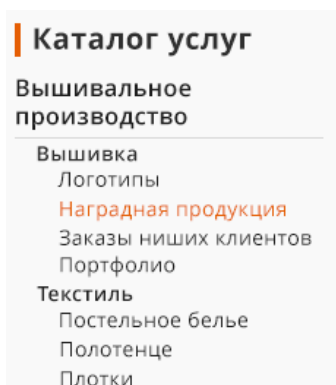 Каталог услуг
Вышивальное
производство
Вышивка
Логотипы
Наградная продукция
Заказы ниших клиентов
Портфолио
Текстиль
Постельное белье
Полотенце
Плотки